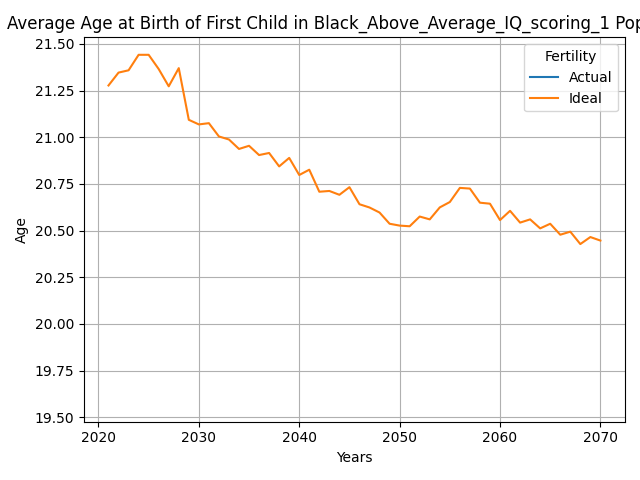 Average Age at Birth of First Child in Black_Above_Average_IQ_scoring_1 Pop
Fertility
Actual
Ideal
21.50
21.25
21.00
20.75
20.50
20.25
20.00
19.75
19.50
Age
2020 2030 2040 2050 2060 2070
Years